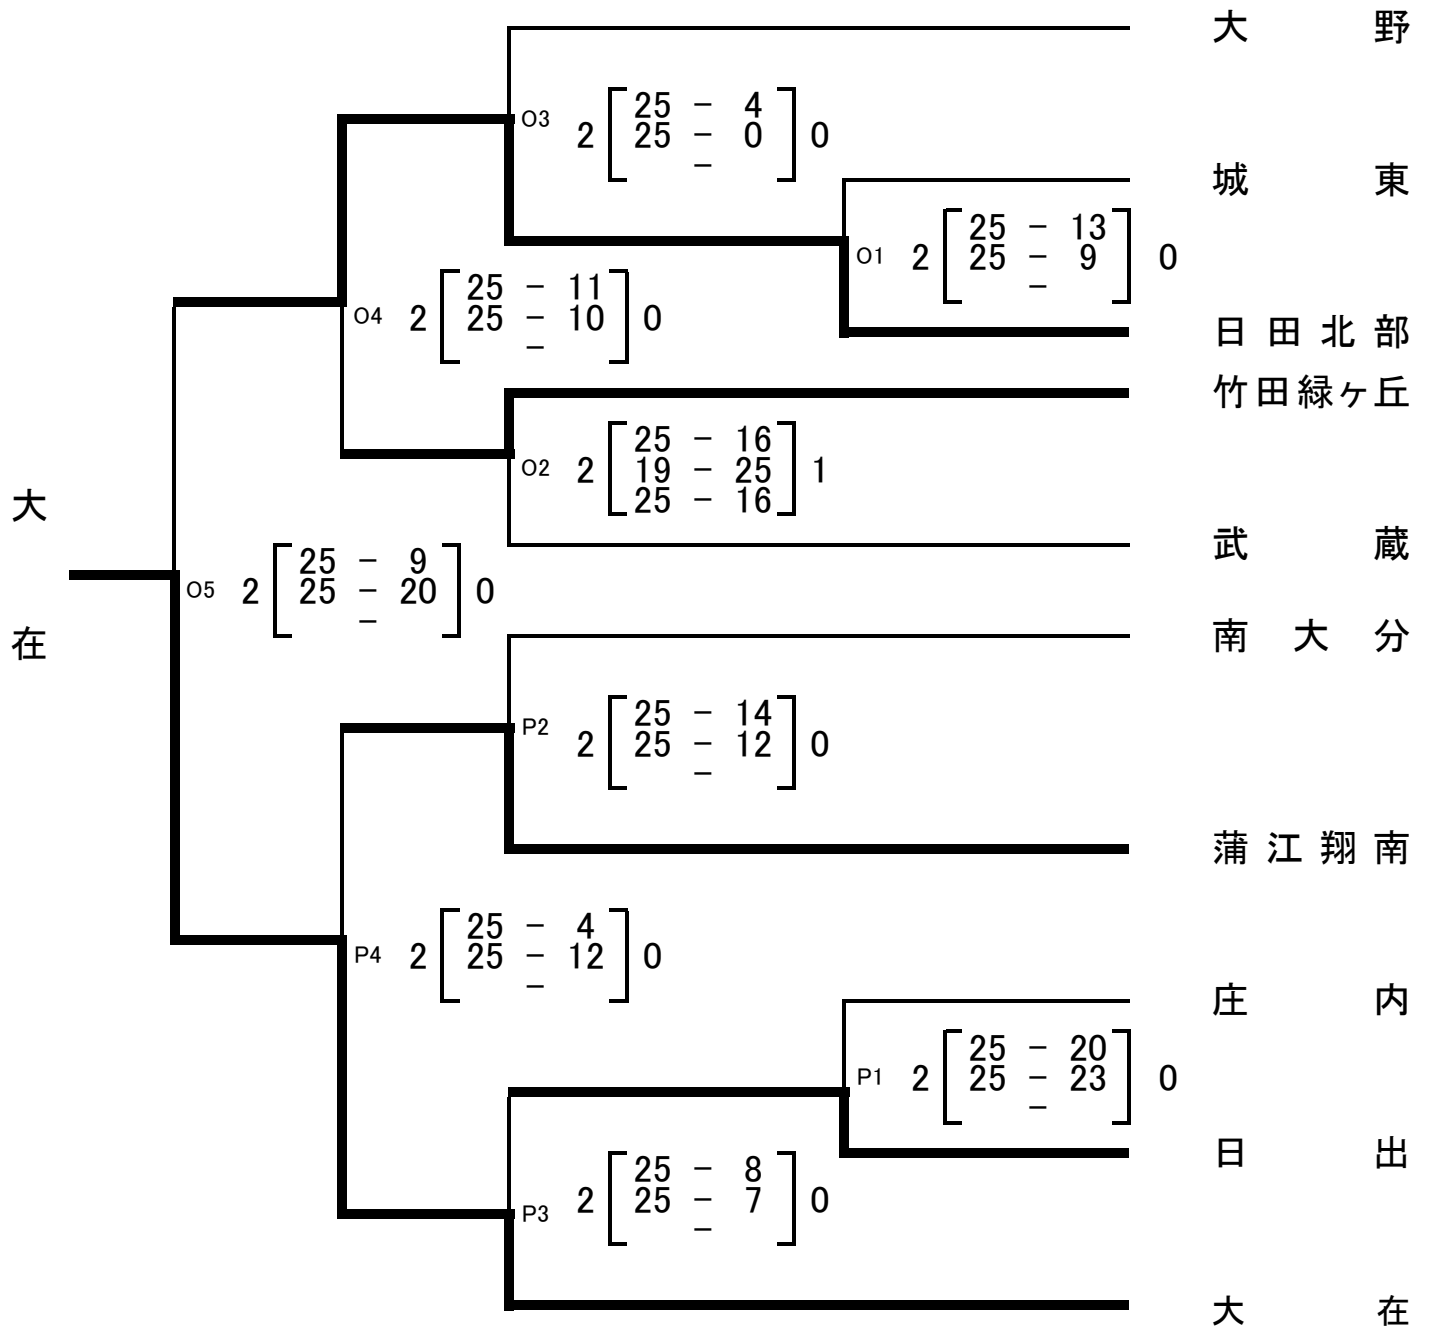 大野
O3 2 [ 25 - 4 ] 0
25 - 0
-
城東
O1 2 [ 25 - 13 ] 0
25 - 9
-
日田北部
O4 2 [ 25 - 11 ] 0
25 - 10
-
竹田緑ヶ丘
O2 2 [ 25 - 16 ] 1
19 - 25
25 - 16
武蔵
大在
O5 2 [ 25 - 9 ] 0
25 - 20
-
南大分
P2 2 [ 25 - 14 ] 0
25 - 12
-
蒲江翔南
P4 2 [ 25 - 4 ] 0
25 - 12
-
庄内
P1 2 [ 25 - 20 ] 0
25 - 23
-
日出
P3 2 [ 25 - 8 ] 0
25 - 7
-
大在